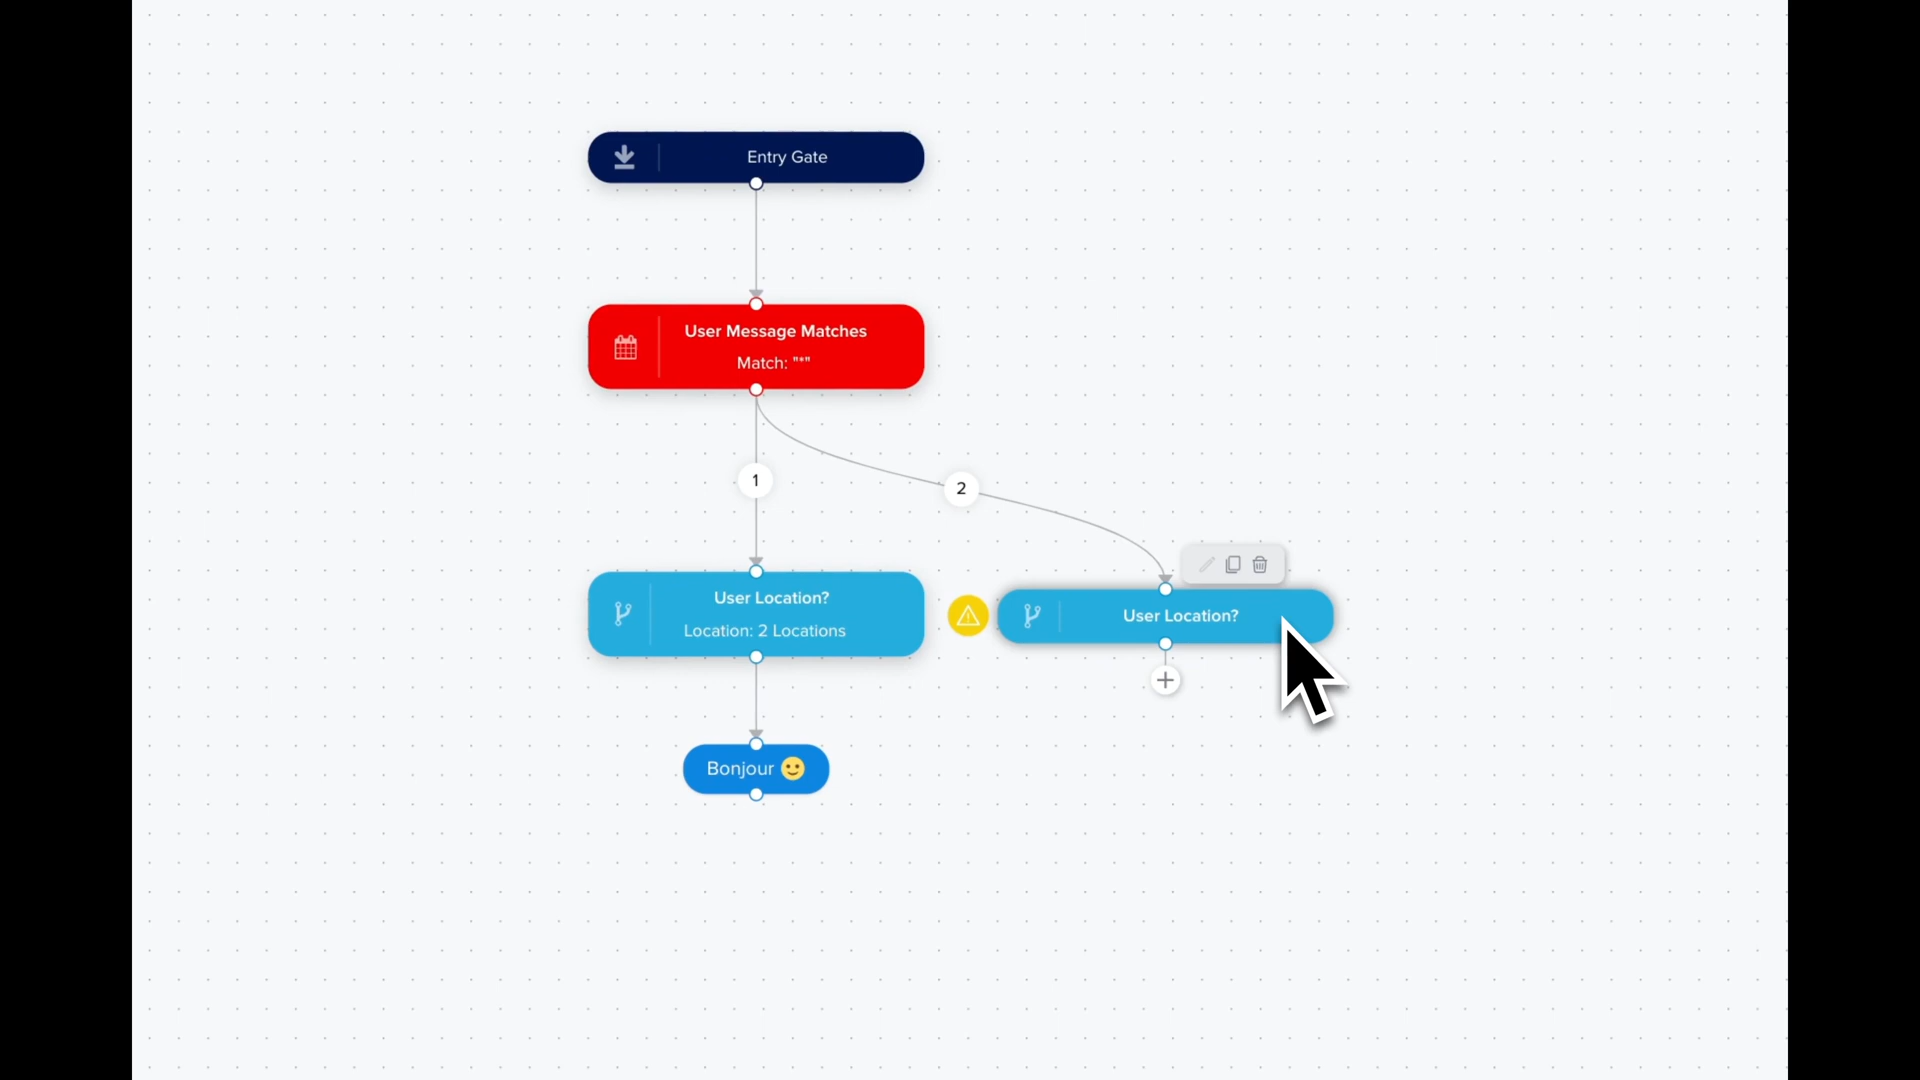 Entry Gate
User Message Matches
Match: "*"
1
2
User Location?
Location: 2 Locations
User Location?
Bonjour 🙂